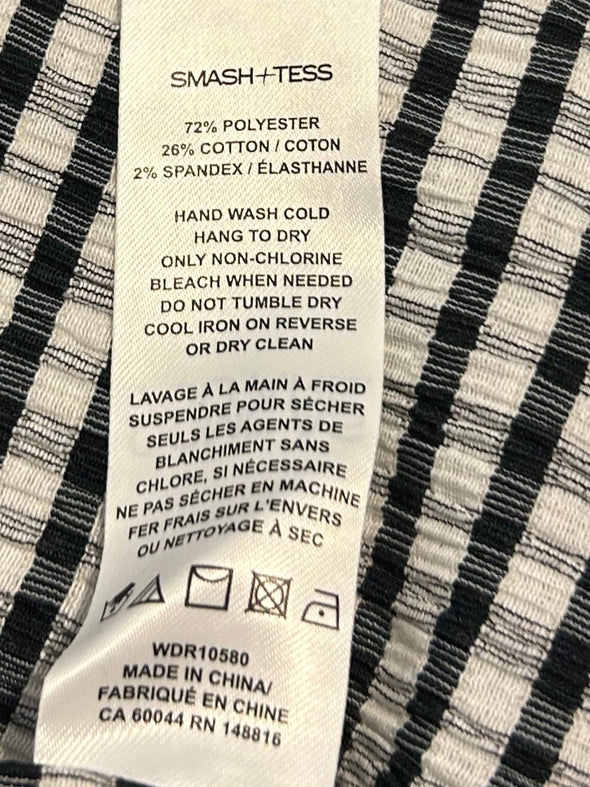 SMASH+TESS
72% POLYESTER
26% COTTON / COTON
2% SPANDEX / ÉLASTHANNE
HAND WASH COLD
HANG TO DRY
ONLY NON-CHLORINE
BLEACH WHEN NEEDED
DO NOT TUMBLE DRY
COOL IRON ON REVERSE
OR DRY CLEAN
LAVAGE À LA MAIN À FROID
SUSPENDRE POUR SÉCHER
SEULS LES AGENTS DE
BLANCHIMENT SANS
CHLORE, SI NÉCESSAIRE
NE PAS SÉCHER EN MACHINE
FER FRAIS SUR L'ENVERS
OU NETTOYAGE À SEC
WDR10580
MADE IN CHINA/
FABRIQUÉ EN CHINE
CA 60044 RN 148816